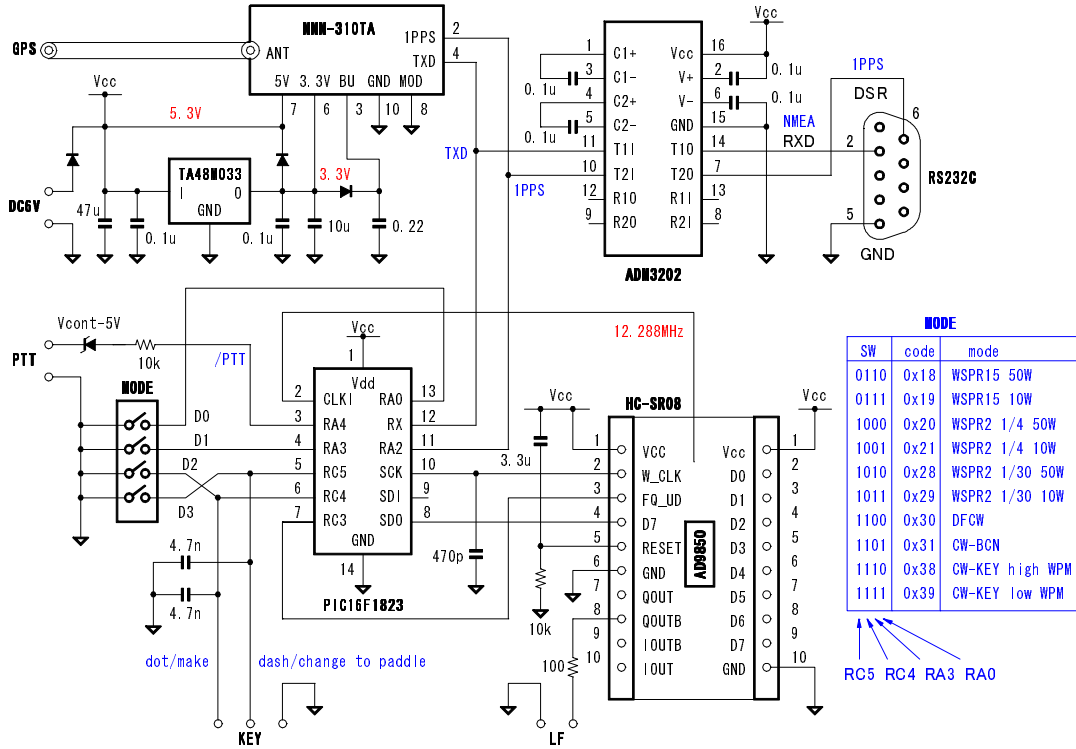 MMM-310TA
GPS
ANT
1PPS
2
TXD
4
5V 3.3V BU GND MOD
7 6 3 10 8
Vcc
5.3V
TA48M033
I O
GND
3.3V
DC6V
47u
0.1u
0.1u
10u
0.22
TXD
1PPS
Vcc
1 C1+ Vcc 16
3 C1- V+ 2
0.1u
0.1u
4 C2+ V- 6
0.1u
0.1u
5 C2- GND 15
11 T1I T1O 14
10 T2I T2O 7
12 R1O R1I 13
9 R2O R2I 8
ADM3202
1PPS
DSR
6
NMEA
RXD
2
RS232C
5
GND
Vcont-5V
PTT
10k
/PTT
MODE
D0
D1
D2
D3
Vcc
1
Vdd
2 CLKI RA0 13
3 RA4 RX 12
4 RA3 RA2 11
5 RC5 SCK 10
6 RC4 SDI 9
7 RC3 SDO 8
GND
14
PIC16F1823
470p
4.7n
4.7n
dot/make
dash/change to paddle
KEY
12.288MHz
HC-SR08
Vcc
Vcc
3.3u
1 VCC Vcc 1
2 W_CLK D0 2
3 FQ_UD D1 3
4 D7 D2 4
5 RESET D3 5
6 GND D4 6
7 QOUT D5 7
8 QOUTB D6 8
9 IOUTB D7 9
10 IOUT GND 10
AD9850
10k
100
LF
MODE
SW code mode
0110 0x18 WSPR15 50W
0111 0x19 WSPR15 10W
1000 0x20 WSPR2 1/4 50W
1001 0x21 WSPR2 1/4 10W
1010 0x28 WSPR2 1/30 50W
1011 0x29 WSPR2 1/30 10W
1100 0x30 DFCW
1101 0x31 CW-BCN
1110 0x38 CW-KEY high WPM
1111 0x39 CW-KEY low WPM
RC5 RC4 RA3 RA0